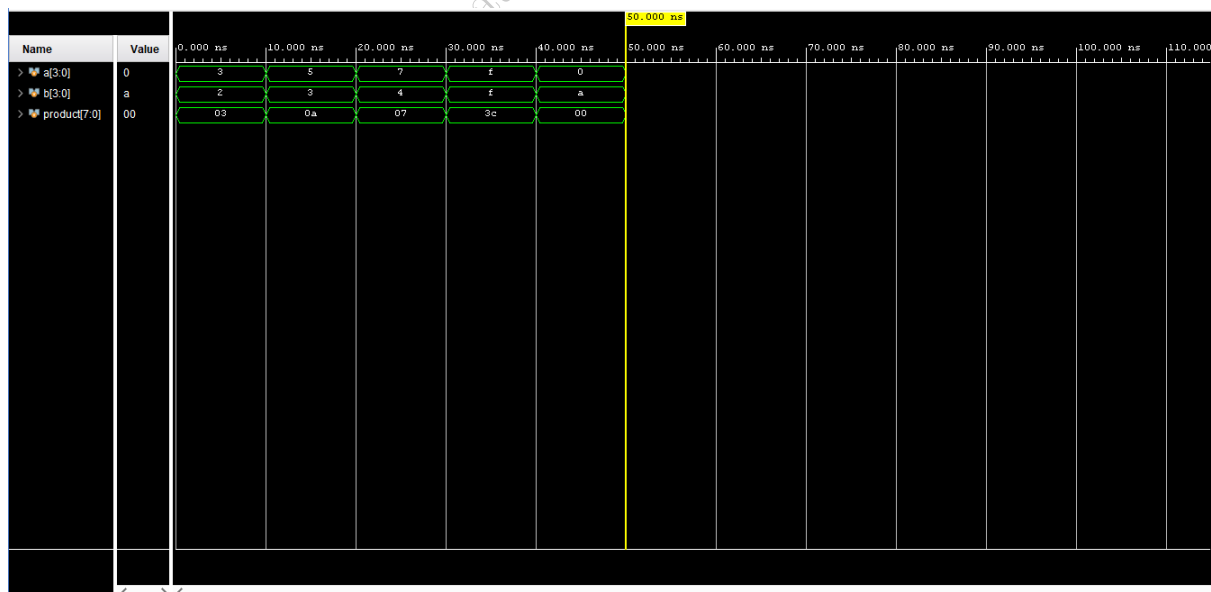 50.000 ns
Name Value 0.000 ns 10.000 ns 20.000 ns 30.000 ns 40.000 ns 50.000 ns 60.000 ns 70.000 ns 80.000 ns 90.000 ns 100.000 ns 110.000
> a[3:0] 0 3 5 7 f 0
> b[3:0] a 2 3 4 f a
> product[7:0] 00 03 0a 07 3c 00